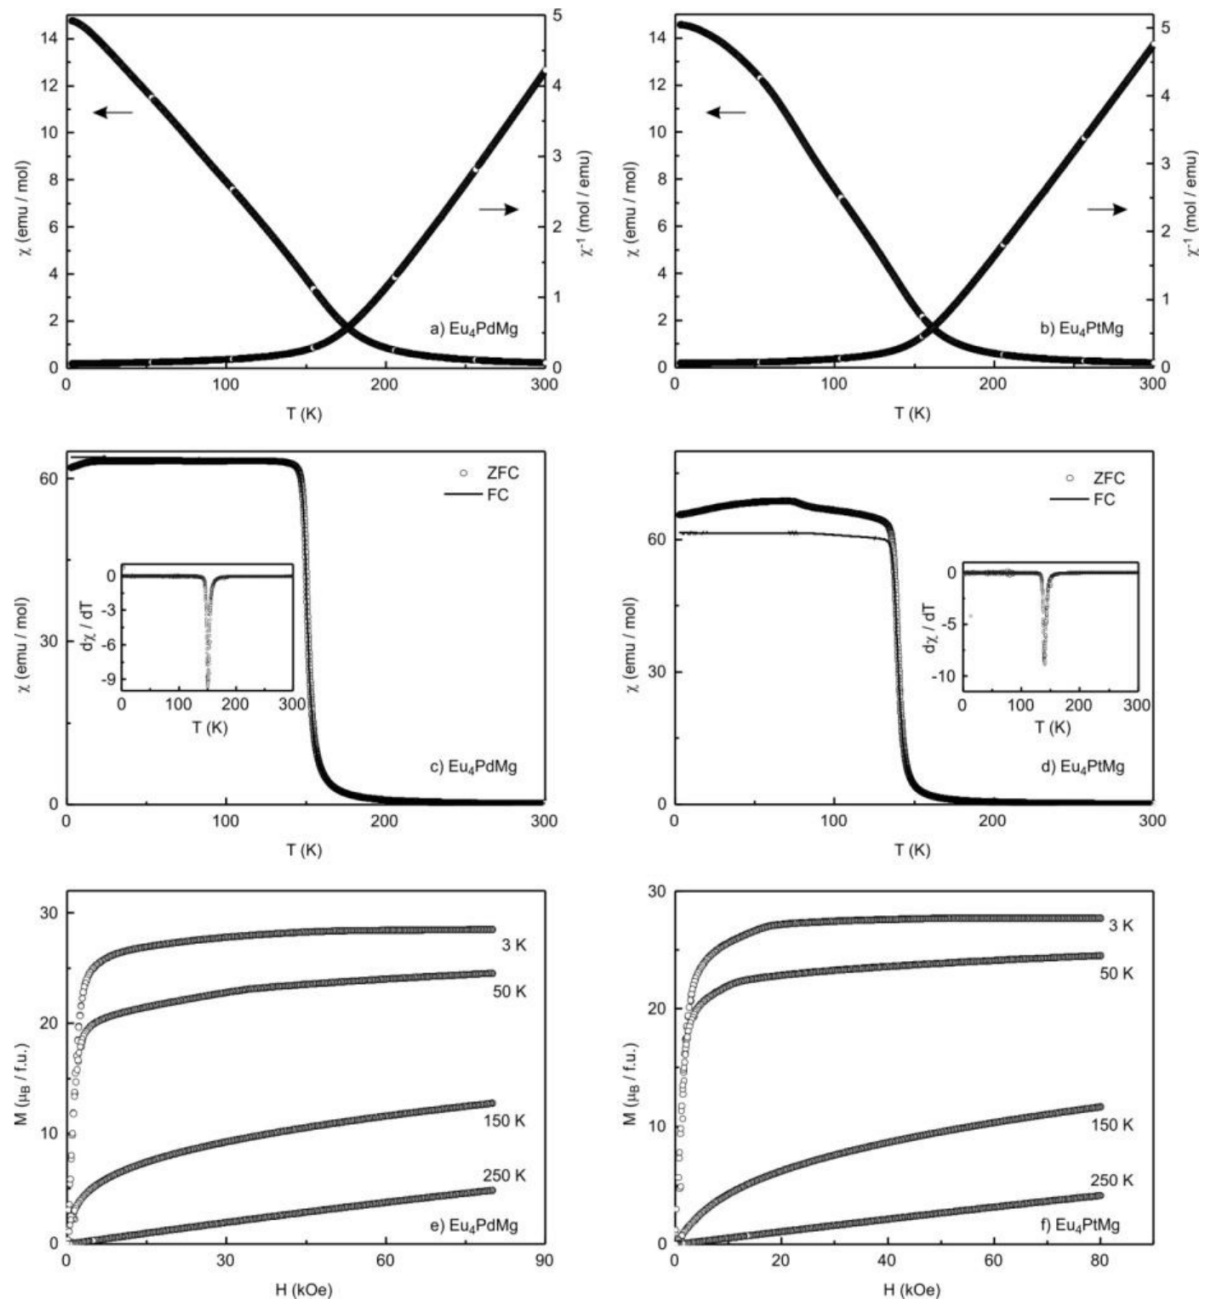 14
12
10
8
6
4
2
0
χ (emu / mol)
5
4
3
2
1
0
χ⁻¹ (mol / emu)
a) Eu₄PdMg
0 100 200 300
T (K)
14
12
10
8
6
4
2
0
χ (emu / mol)
5
4
3
2
1
0
χ⁻¹ (mol / emu)
b) Eu₄PtMg
0 100 200 300
T (K)
60
30
0
χ (emu / mol)
ZFC
FC
0
-3
-6
-9
dχ / dT
0 100 200 300
T (K)
c) Eu₄PdMg
0 100 200 300
T (K)
60
30
0
χ (emu / mol)
ZFC
FC
0
-5
-10
dχ / dT
0 100 200 300
T (K)
d) Eu₄PtMg
0 100 200 300
T (K)
30
20
10
0
M (μ_B / f.u.)
3 K
50 K
150 K
250 K
e) Eu₄PdMg
0 30 60 90
H (kOe)
30
20
10
0
M (μ_B / f.u.)
3 K
50 K
150 K
250 K
f) Eu₄PtMg
0 20 40 60 80
H (kOe)